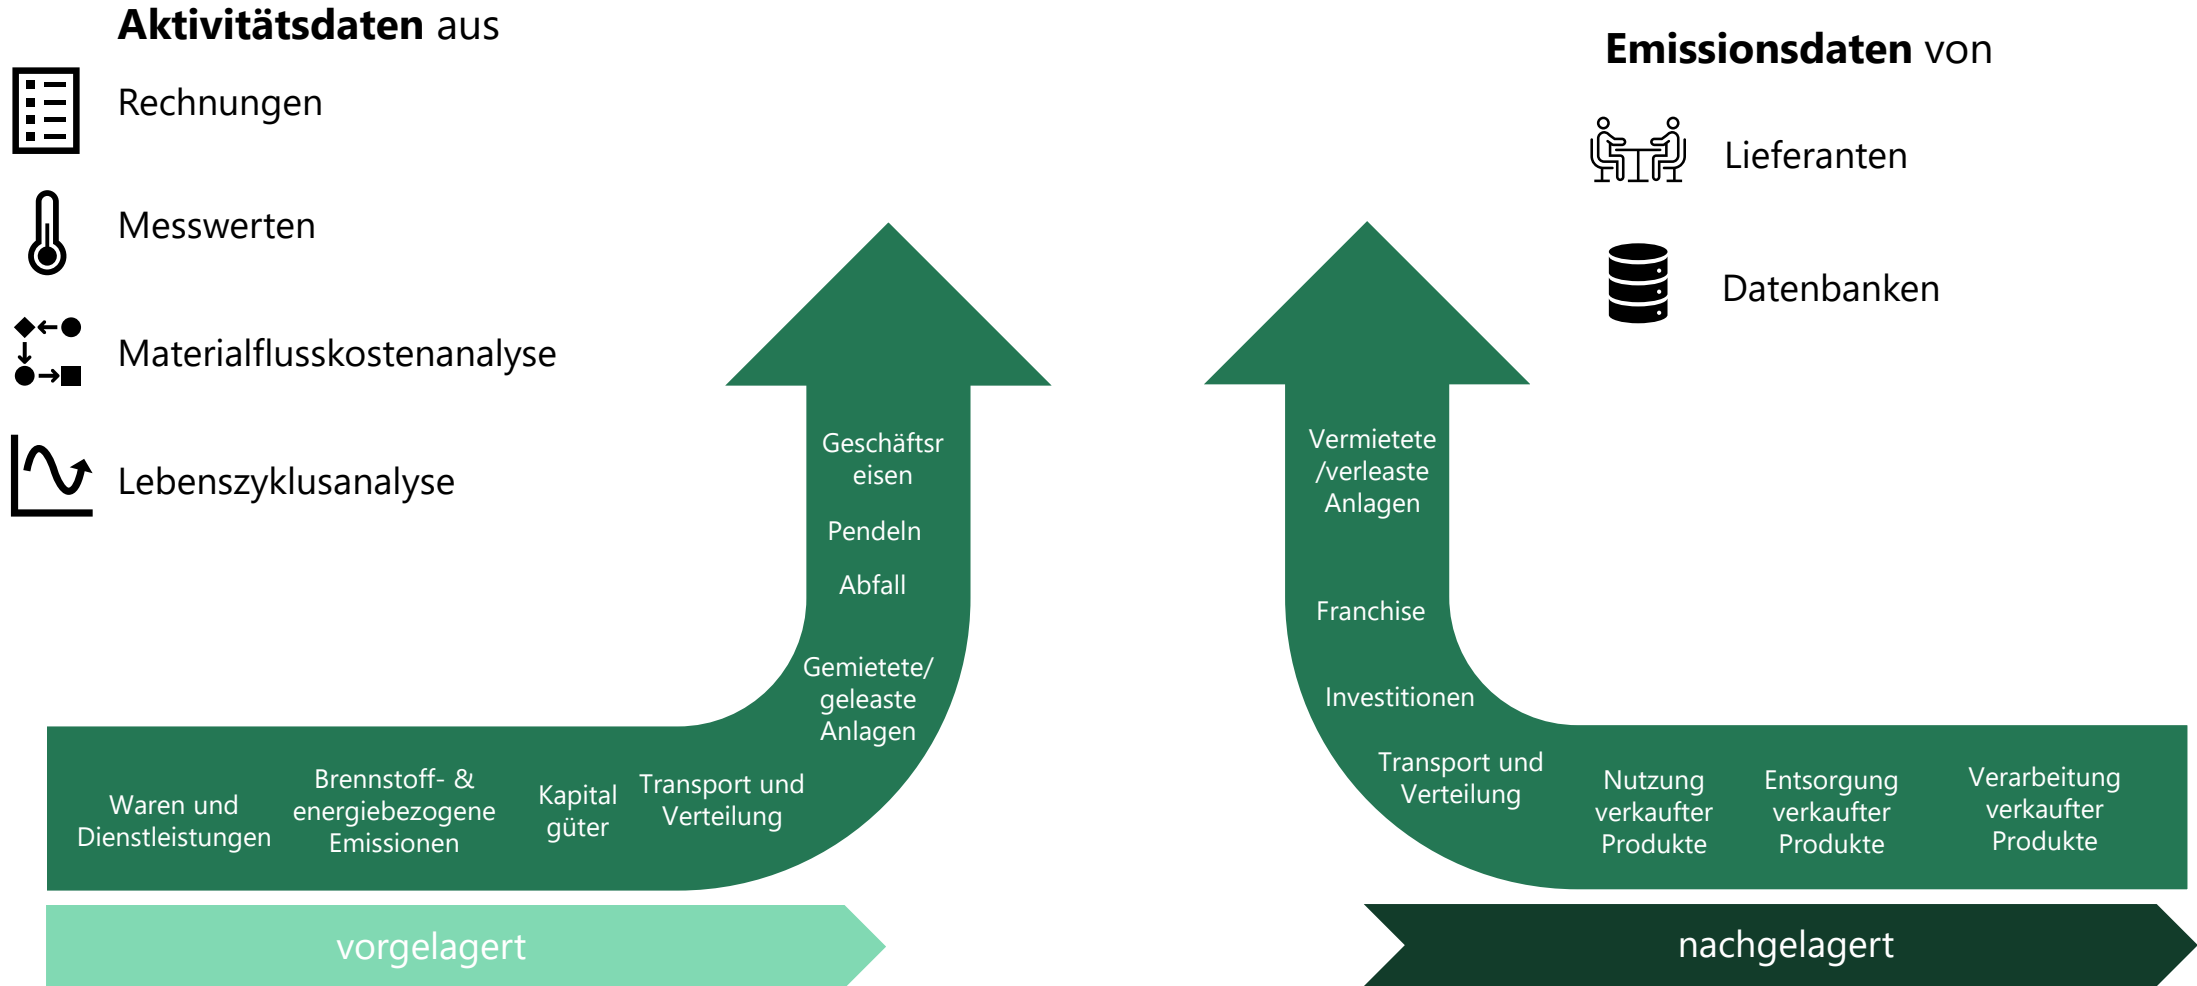 Aktivitätsdaten aus
Rechnungen
Messwerten
Materialflusskostenanalyse
Lebenszyklusanalyse
Emissionsdaten von
Lieferanten
Datenbanken
Geschäftsr
eisen
Pendeln
Abfall
Gemietete/
geleaste
Anlagen
Transport und
Verteilung
Kapital
güter
Brennstoff- &
energiebezogene
Emissionen
Waren und
Dienstleistungen
vorgelagert
Vermietete
/verleaste
Anlagen
Franchise
Investitionen
Transport und
Verteilung
Nutzung
verkaufter
Produkte
Entsorgung
verkaufter
Produkte
Verarbeitung
verkaufter
Produkte
nachgelagert